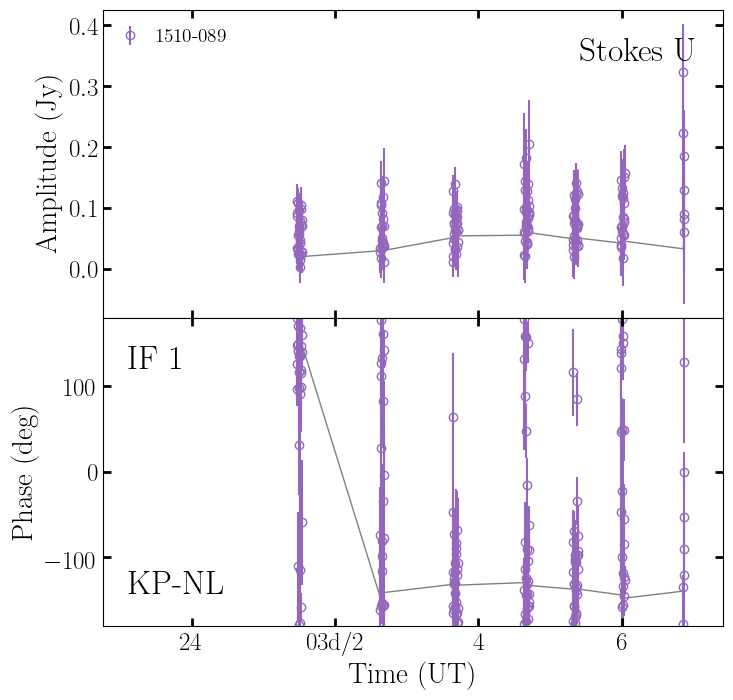 0.4
1510-089
Stokes U
0.3
0.2
0.1
0.0
Amplitude (Jy)
IF 1
100
0
−100
Phase (deg)
KP-NL
24
03d/2
4
6
Time (UT)